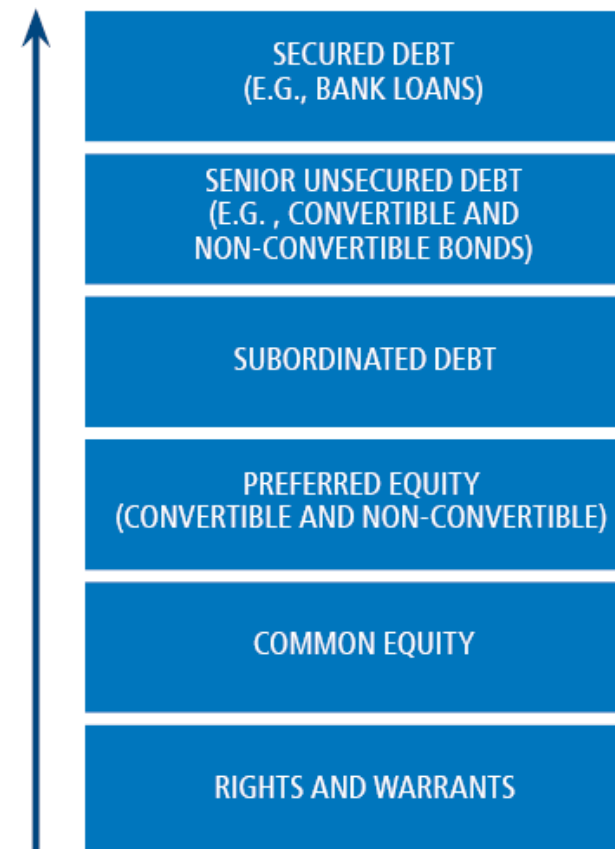 SECURED DEBT
(E.G., BANK LOANS)
SENIOR UNSECURED DEBT
(E.G. , CONVERTIBLE AND
NON-CONVERTIBLE BONDS)
SUBORDINATED DEBT
PREFERRED EQUITY
(CONVERTIBLE AND NON-CONVERTIBLE)
COMMON EQUITY
RIGHTS AND WARRANTS